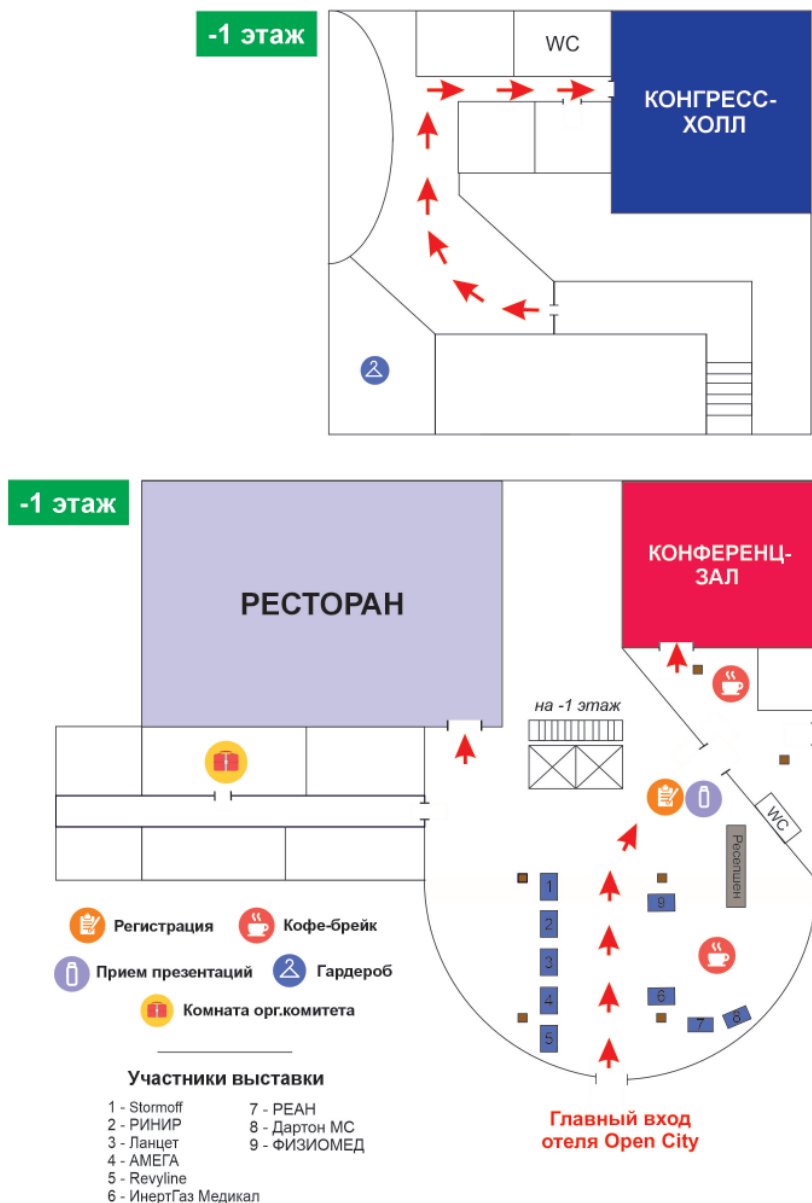 -1 этаж
WC
КОНГРЕСС-
ХОЛЛ
-1 этаж
РЕСТОРАН
КОНФЕРЕНЦ-
ЗАЛ
на -1 этаж
WC
Ресепшен
1
2
3
4
5
9
6
7
8
Регистрация
Кофе-брейк
Прием презентаций
Гардероб
Комната орг.комитета
Участники выставки
1 - Stormoff
2 - РИНИР
3 - Ланцет
4 - АМЕГА
5 - Revyline
6 - ИнертГаз Медикал
7 - РЕАН
8 - Дартон МС
9 - ФИЗИОМЕД
Главный вход
отеля Open City